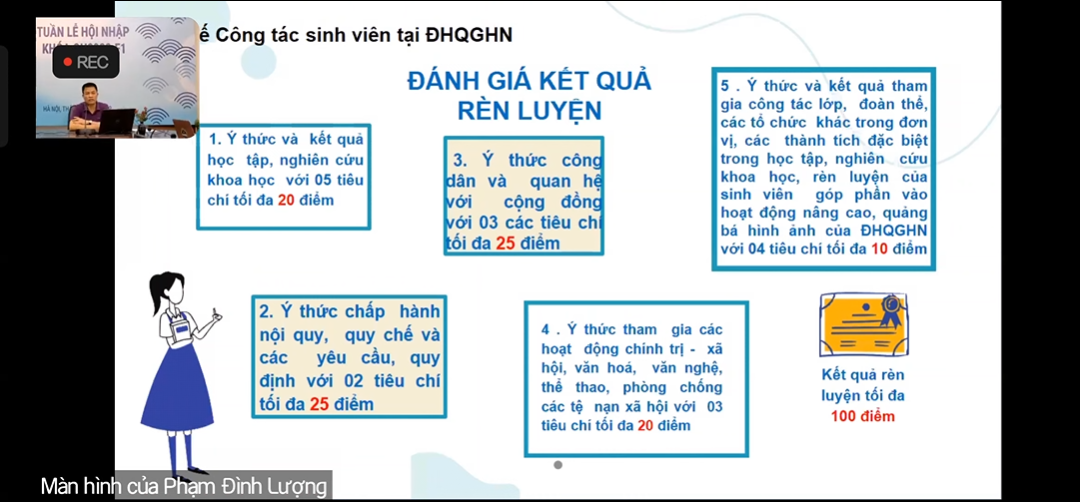 TUẦN LỄ HỘI NHẬP
REC
HÀ NỘI, TH
ế Công tác sinh viên tại ĐHQGHN
ĐÁNH GIÁ KẾT QUẢ
RÈN LUYỆN
1. Ý thức và kết quả
học tập, nghiên cứu
khoa học với 05 tiêu
chí tối đa 20 điểm
3. Ý thức công
dân và quan hệ
với cộng đồng
với 03 các tiêu chí
tối đa 25 điểm
5 . Ý thức và kết quả tham
gia công tác lớp, đoàn thể,
các tổ chức khác trong đơn
vị, các thành tích đặc biệt
trong học tập, nghiên cứu
khoa học, rèn luyện của
sinh viên góp phần vào
hoạt động nâng cao, quảng
bá hình ảnh của ĐHQGHN
với 04 tiêu chí tối đa 10 điểm
2. Ý thức chấp hành
nội quy, quy chế và
các yêu cầu, quy
định với 02 tiêu chí
tối đa 25 điểm
4 . Ý thức tham gia các
hoạt động chính trị - xã
hội, văn hoá, văn nghệ,
thể thao, phòng chống
các tệ nạn xã hội với 03
tiêu chí tối đa 20 điểm
Kết quả rèn
luyện tối đa
100 điểm
Màn hình của Phạm Đình Lượng